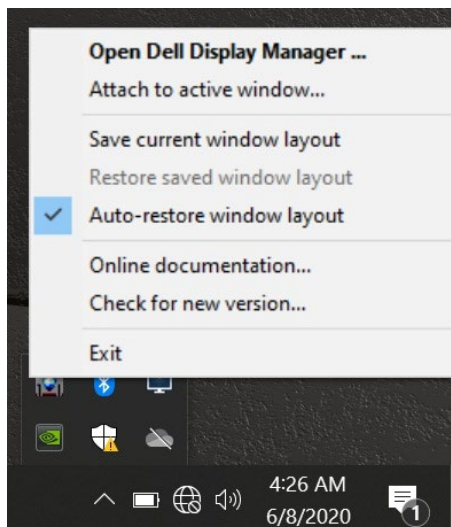 Open Dell Display Manager ...
Attach to active window...
Save current window layout
Restore saved window layout
Auto-restore window layout
Online documentation...
Check for new version...
Exit
4:26 AM
6/8/2020
1